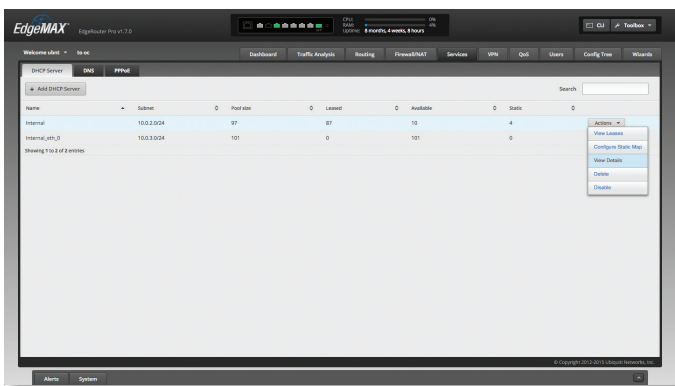 EdgeMAX EdgeRouter Pro v1.7.0
CPU: 0%
RAM: 4%
Uptime: 8 months, 4 weeks, 8 hours
CLI Toolbox
Welcome ubnt to oc
Dashboard Traffic Analysis Routing Firewall/NAT Services VPN QoS Users Config Tree Wizards
DHCP Server DNS PPPoE
+ Add DHCP Server Search
Name Subnet Pool size Leased Available Static
Internal 10.0.2.0/24 97 87 10 4 Actions
Internal_eth_0 10.0.3.0/24 101 0 101 0
Showing 1 to 2 of 2 entries
View Leases
Configure Static Map
View Details
Delete
Disable
© Copyright 2012-2015 Ubiquiti Networks, Inc.
Alerts System